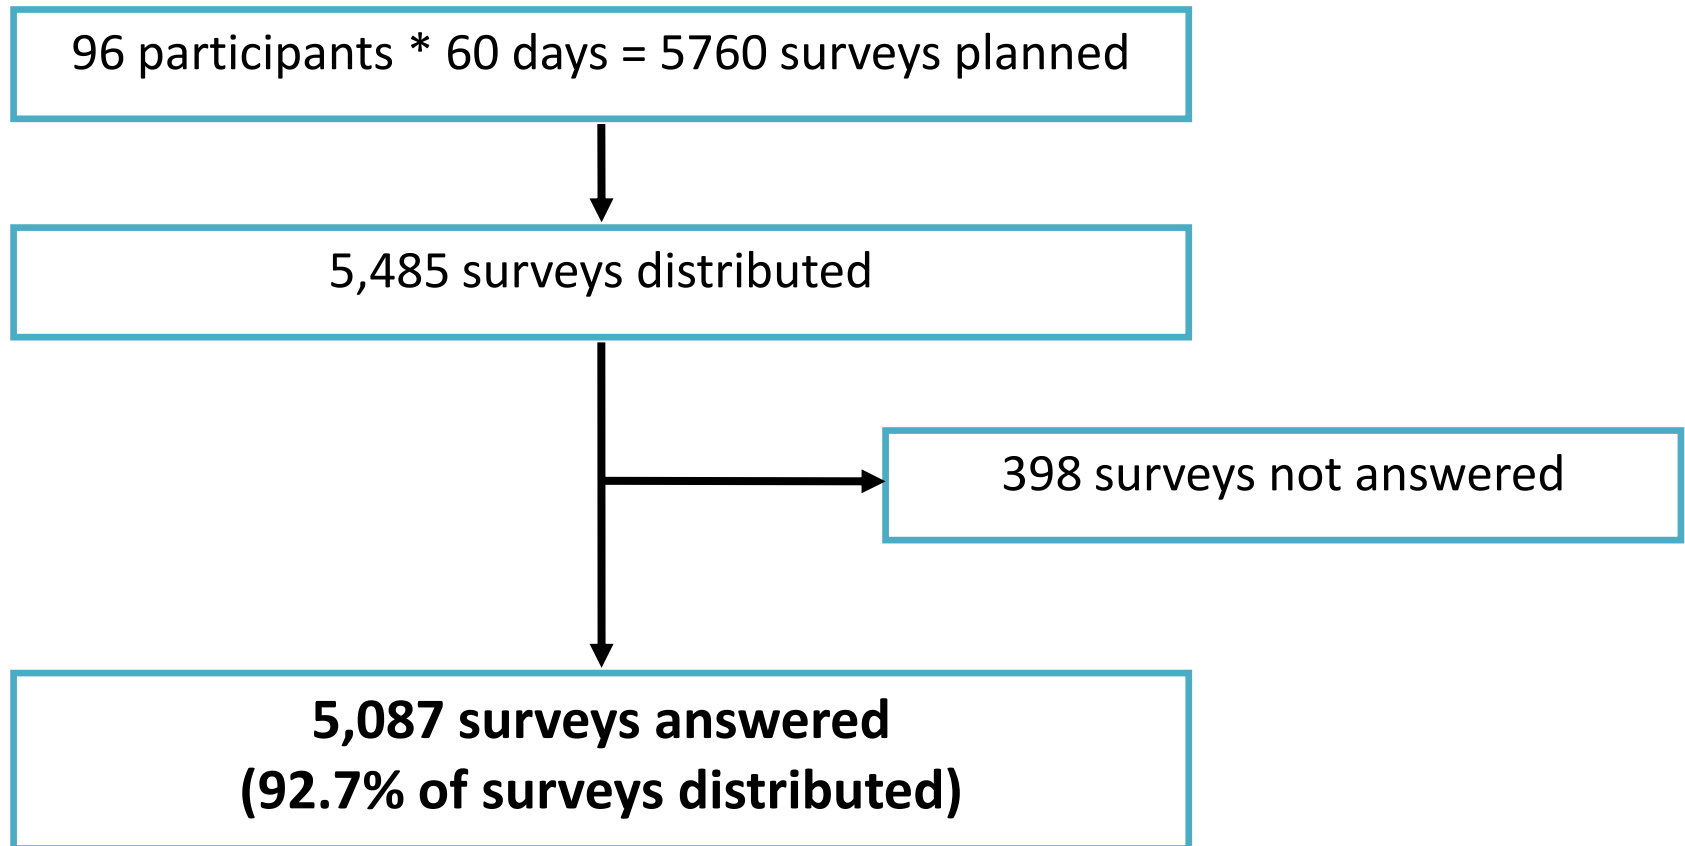 96 participants * 60 days = 5760 surveys planned
5,485 surveys distributed
398 surveys not answered
5,087 surveys answered
(92.7% of surveys distributed)